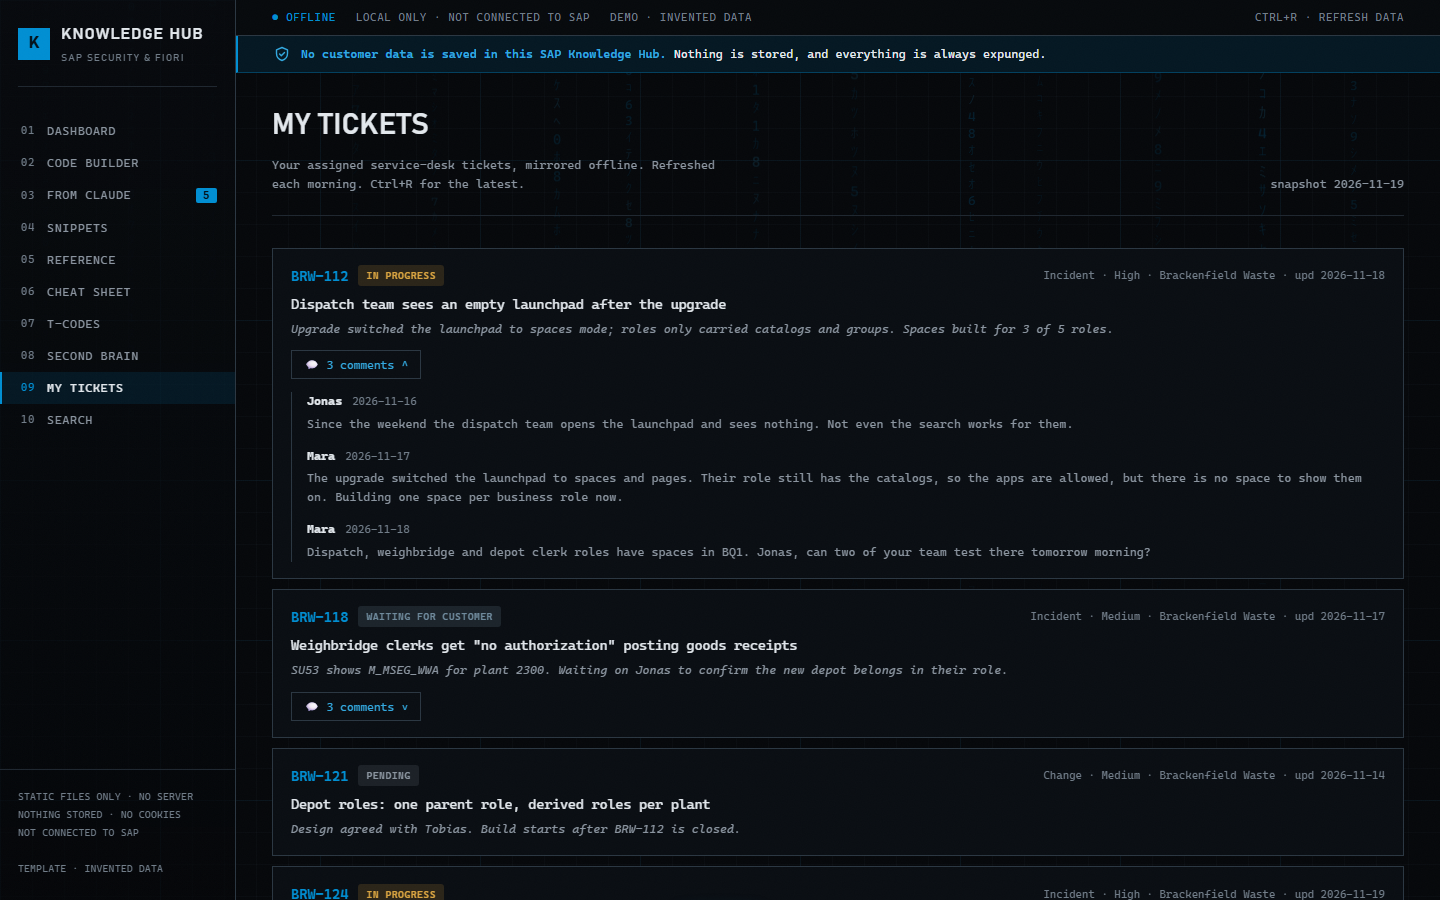 K
KNOWLEDGE HUB
SAP SECURITY & FIORI
01 DASHBOARD
02 CODE BUILDER
03 FROM CLAUDE 5
04 SNIPPETS
05 REFERENCE
06 CHEAT SHEET
07 T-CODES
08 SECOND BRAIN
09 MY TICKETS
10 SEARCH
STATIC FILES ONLY · NO SERVER
NOTHING STORED · NO COOKIES
NOT CONNECTED TO SAP
TEMPLATE · INVENTED DATA
OFFLINE LOCAL ONLY · NOT CONNECTED TO SAP DEMO · INVENTED DATA CTRL+R · REFRESH DATA
No customer data is saved in this SAP Knowledge Hub. Nothing is stored, and everything is always expunged.
MY TICKETS
Your assigned service-desk tickets, mirrored offline. Refreshed
each morning. Ctrl+R for the latest.
snapshot 2026-11-19
BRW-112 IN PROGRESS Incident · High · Brackenfield Waste · upd 2026-11-18
Dispatch team sees an empty launchpad after the upgrade
Upgrade switched the launchpad to spaces mode; roles only carried catalogs and groups. Spaces built for 3 of 5 roles.
3 comments ^
Jonas 2026-11-16
Since the weekend the dispatch team opens the launchpad and sees nothing. Not even the search works for them.
Mara 2026-11-17
The upgrade switched the launchpad to spaces and pages. Their role still has the catalogs, so the apps are allowed, but there is no space to show them
on. Building one space per business role now.
Mara 2026-11-18
Dispatch, weighbridge and depot clerk roles have spaces in BQ1. Jonas, can two of your team test there tomorrow morning?
BRW-118 WAITING FOR CUSTOMER Incident · Medium · Brackenfield Waste · upd 2026-11-17
Weighbridge clerks get "no authorization" posting goods receipts
SU53 shows M_MSEG_WWA for plant 2300. Waiting on Jonas to confirm the new depot belongs in their role.
3 comments v
BRW-121 PENDING Change · Medium · Brackenfield Waste · upd 2026-11-14
Depot roles: one parent role, derived roles per plant
Design agreed with Tobias. Build starts after BRW-112 is closed.
BRW-124 IN PROGRESS Incident · High · Brackenfield Waste · upd 2026-11-19